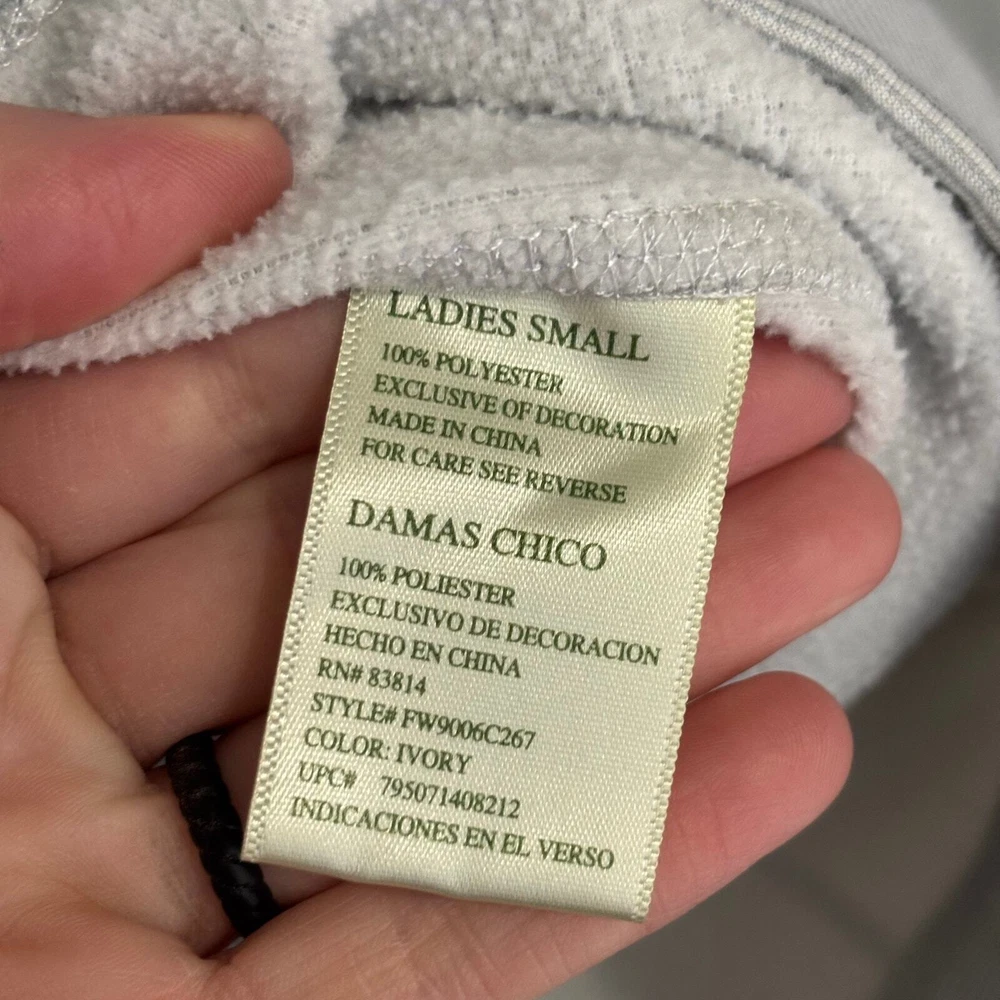 LADIES SMALL
100% POLYESTER
EXCLUSIVE OF DECORATION
MADE IN CHINA
FOR CARE SEE REVERSE
DAMAS CHICO
100% POLIESTER
EXCLUSIVO DE DECORACION
HECHO EN CHINA
RN# 83814
STYLE# FW9006C267
COLOR: IVORY
UPC# 795071408212
INDICACIONES EN EL VERSO